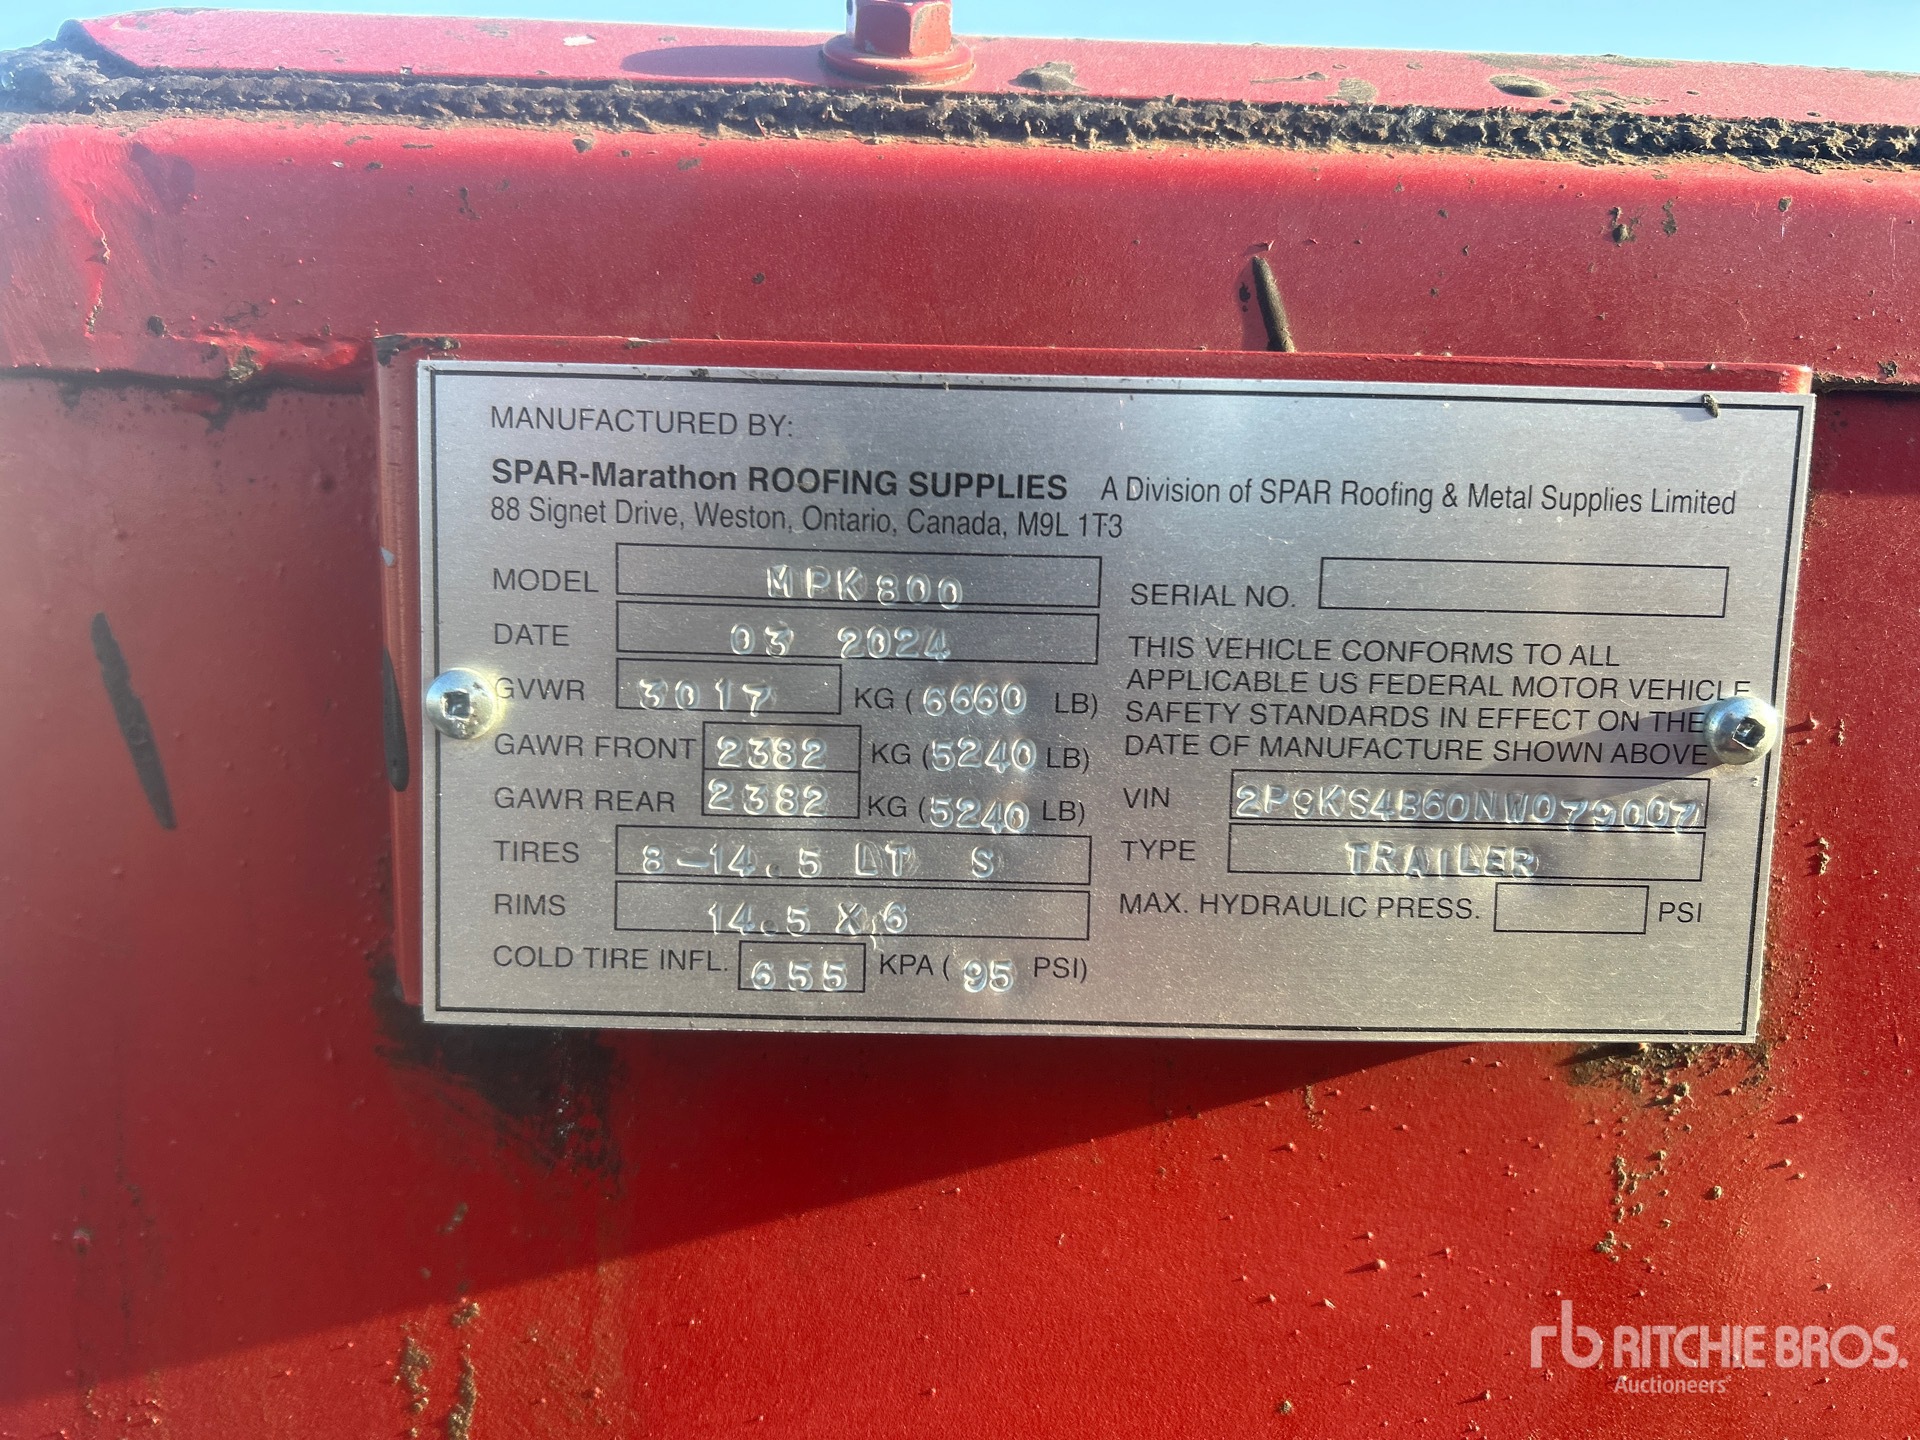 MANUFACTURED BY:
SPAR-Marathon ROOFING SUPPLIES A Division of SPAR Roofing & Metal Supplies Limited
88 Signet Drive, Weston, Ontario, Canada, M9L 1T3
MODEL MPK800
SERIAL NO.
DATE 03 2024
GVWR 3017 KG (6660 LB)
GAWR FRONT 2382 KG (5240 LB)
GAWR REAR 2382 KG (5240 LB)
TIRES 8-14.5 LT S
RIMS 14.5 X 6
COLD TIRE INFL. 655 KPA (95 PSI)
THIS VEHICLE CONFORMS TO ALL
APPLICABLE US FEDERAL MOTOR VEHICLE
SAFETY STANDARDS IN EFFECT ON THE
DATE OF MANUFACTURE SHOWN ABOVE
VIN 2P9KS4B60NW079007
TYPE TRAILER
MAX. HYDRAULIC PRESS. PSI
rb RITCHIE BROS.
Auctioneers